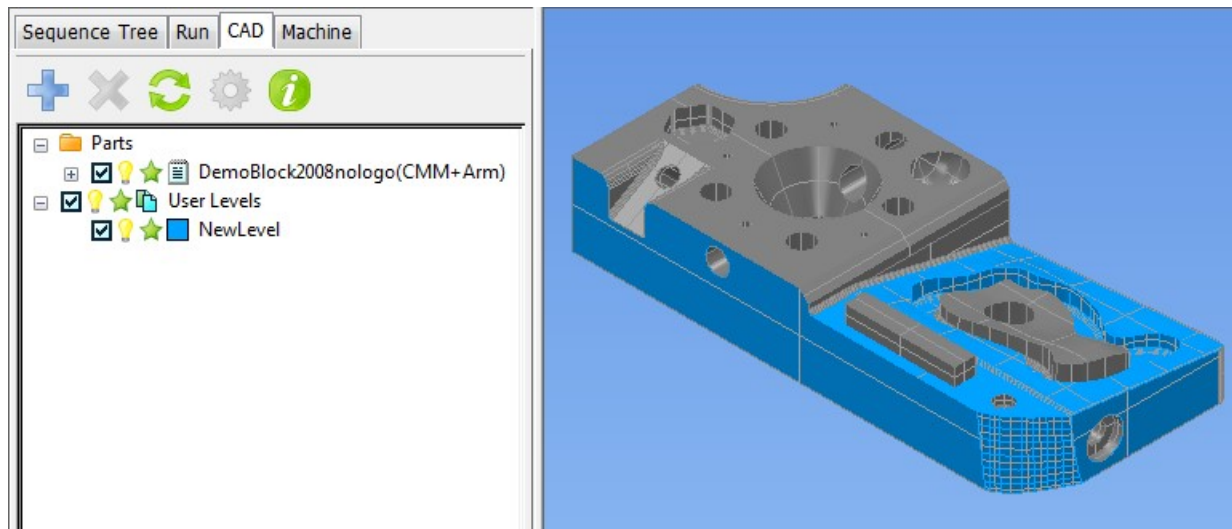 Sequence Tree Run CAD Machine
Parts
DemoBlock2008nologo(CMM+Arm)
User Levels
NewLevel